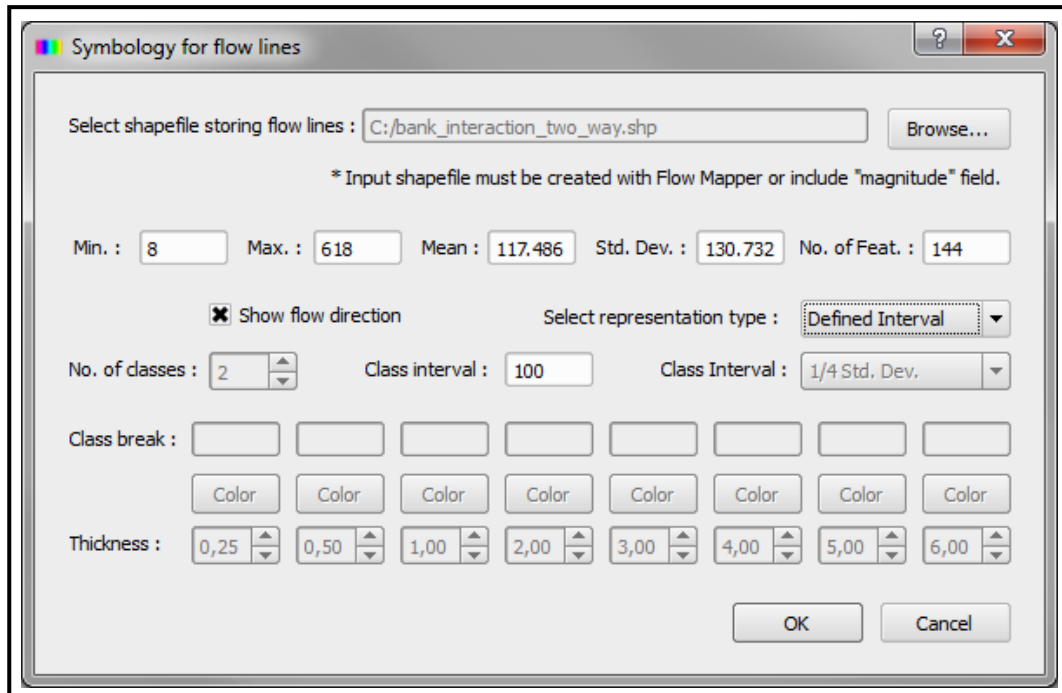 Symbology for flow lines
Select shapefile storing flow lines : C:/bank_interaction_two_way.shp Browse...
* Input shapefile must be created with Flow Mapper or include "magnitude" field.
Min. : 8 Max. : 618 Mean : 117.486 Std. Dev. : 130.732 No. of Feat. : 144
Show flow direction Select representation type : Defined Interval
No. of classes : 2 Class interval : 100 Class Interval : 1/4 Std. Dev.
Class break :
Color Color Color Color Color Color Color Color
Thickness : 0,25 0,50 1,00 2,00 3,00 4,00 5,00 6,00
OK Cancel